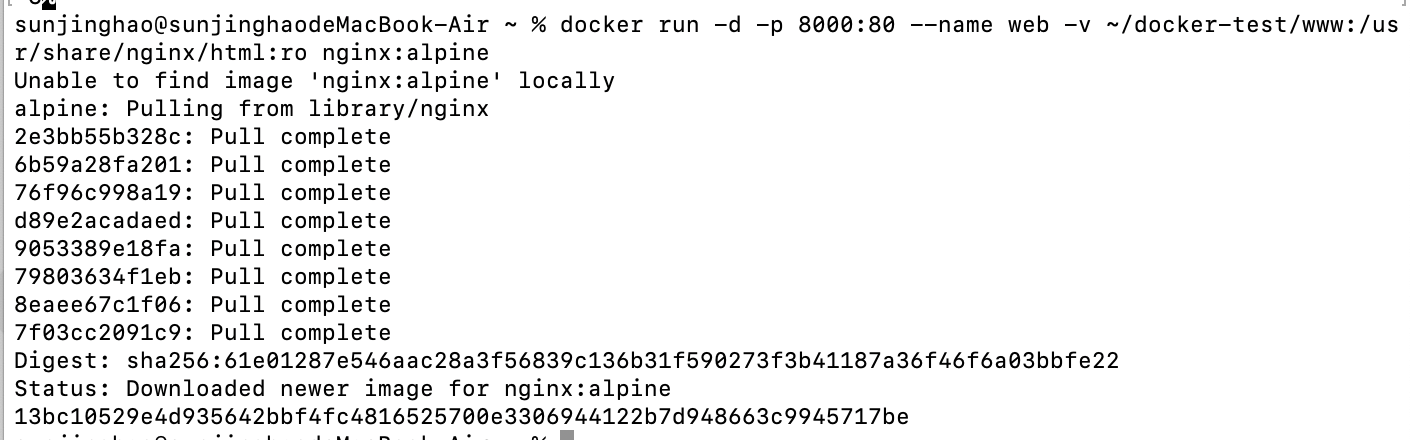 sunjinghao@sunjinghaodeMacBook-Air ~ % docker run -d -p 8000:80 --name web -v ~/docker-test/www:/us
r/share/nginx/html:ro nginx:alpine
Unable to find image 'nginx:alpine' locally
alpine: Pulling from library/nginx
2e3bb55b328c: Pull complete
6b59a28fa201: Pull complete
76f96c998a19: Pull complete
d89e2acadaed: Pull complete
9053389e18fa: Pull complete
79803634f1eb: Pull complete
8eaee67c1f06: Pull complete
7f03cc2091c9: Pull complete
Digest: sha256:61e01287e546aac28a3f56839c136b31f590273f3b41187a36f46f6a03bbfe22
Status: Downloaded newer image for nginx:alpine
13bc10529e4d935642bbf4fc4816525700e3306944122b7d948663c9945717be